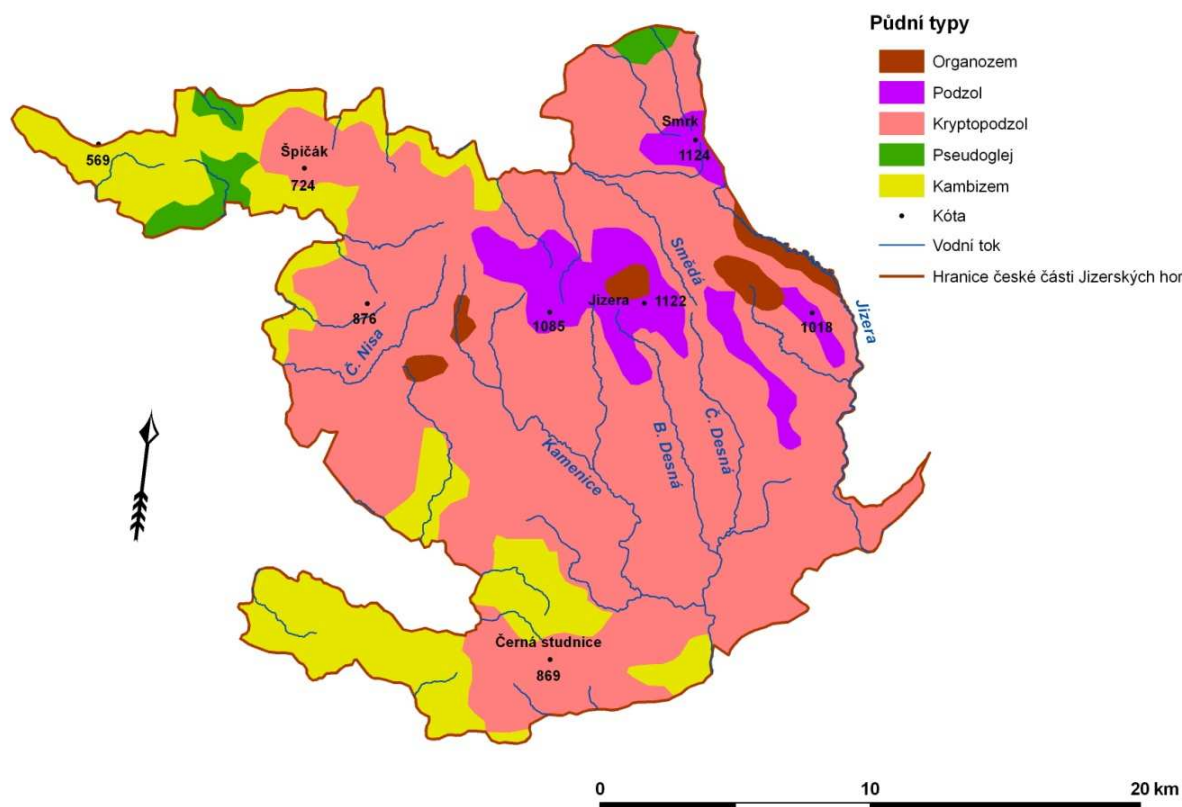 Půdní typy
Organozem
Podzol
Kryptopodzol
Pseudoglej
Kambizem
Kóta
Vodní tok
Hranice české části Jizerských hor
Smrk
1124
569
Špičák
724
Smědá
Jizera
1122
1085
1018
Jizera
876
Č. Nisa
Kamenice
B. Desná
Č. Desná
Černá studnice
869
0 10 20 km